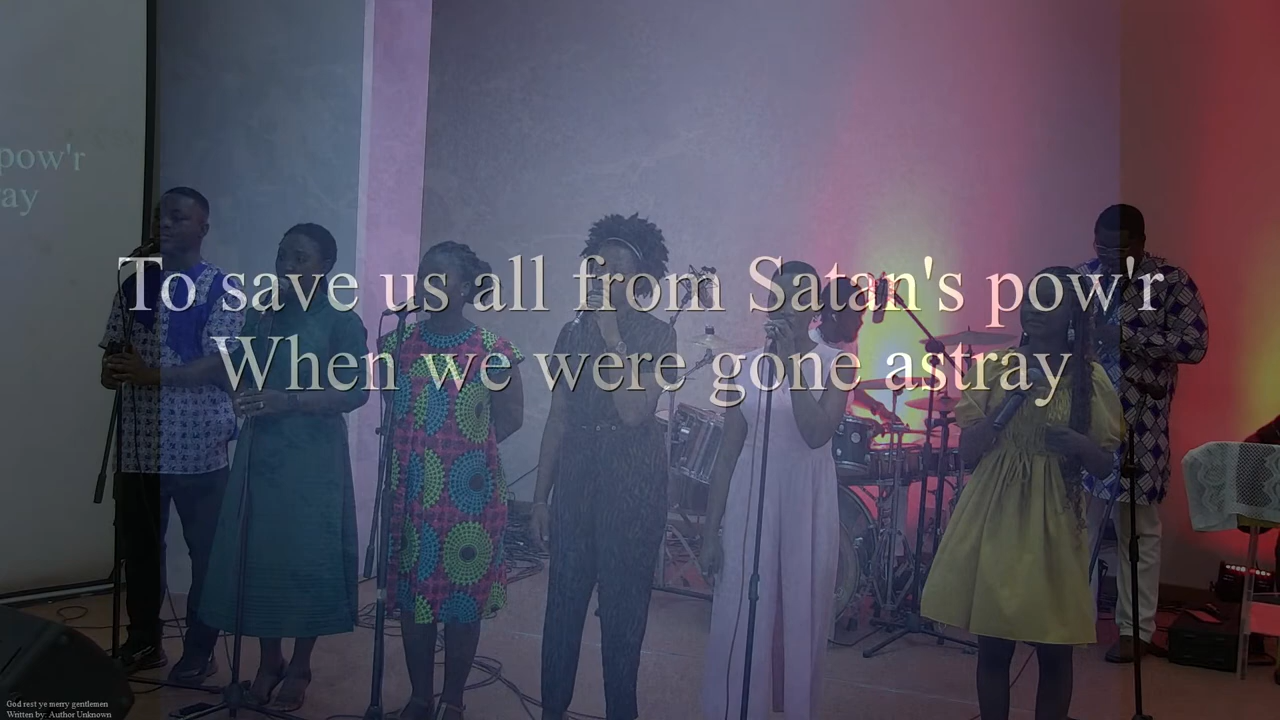 pow'r
ay
To save us all from Satan's pow'r
When we were gone astray
God rest ye merry gentlemen
Written by: Author Unknown